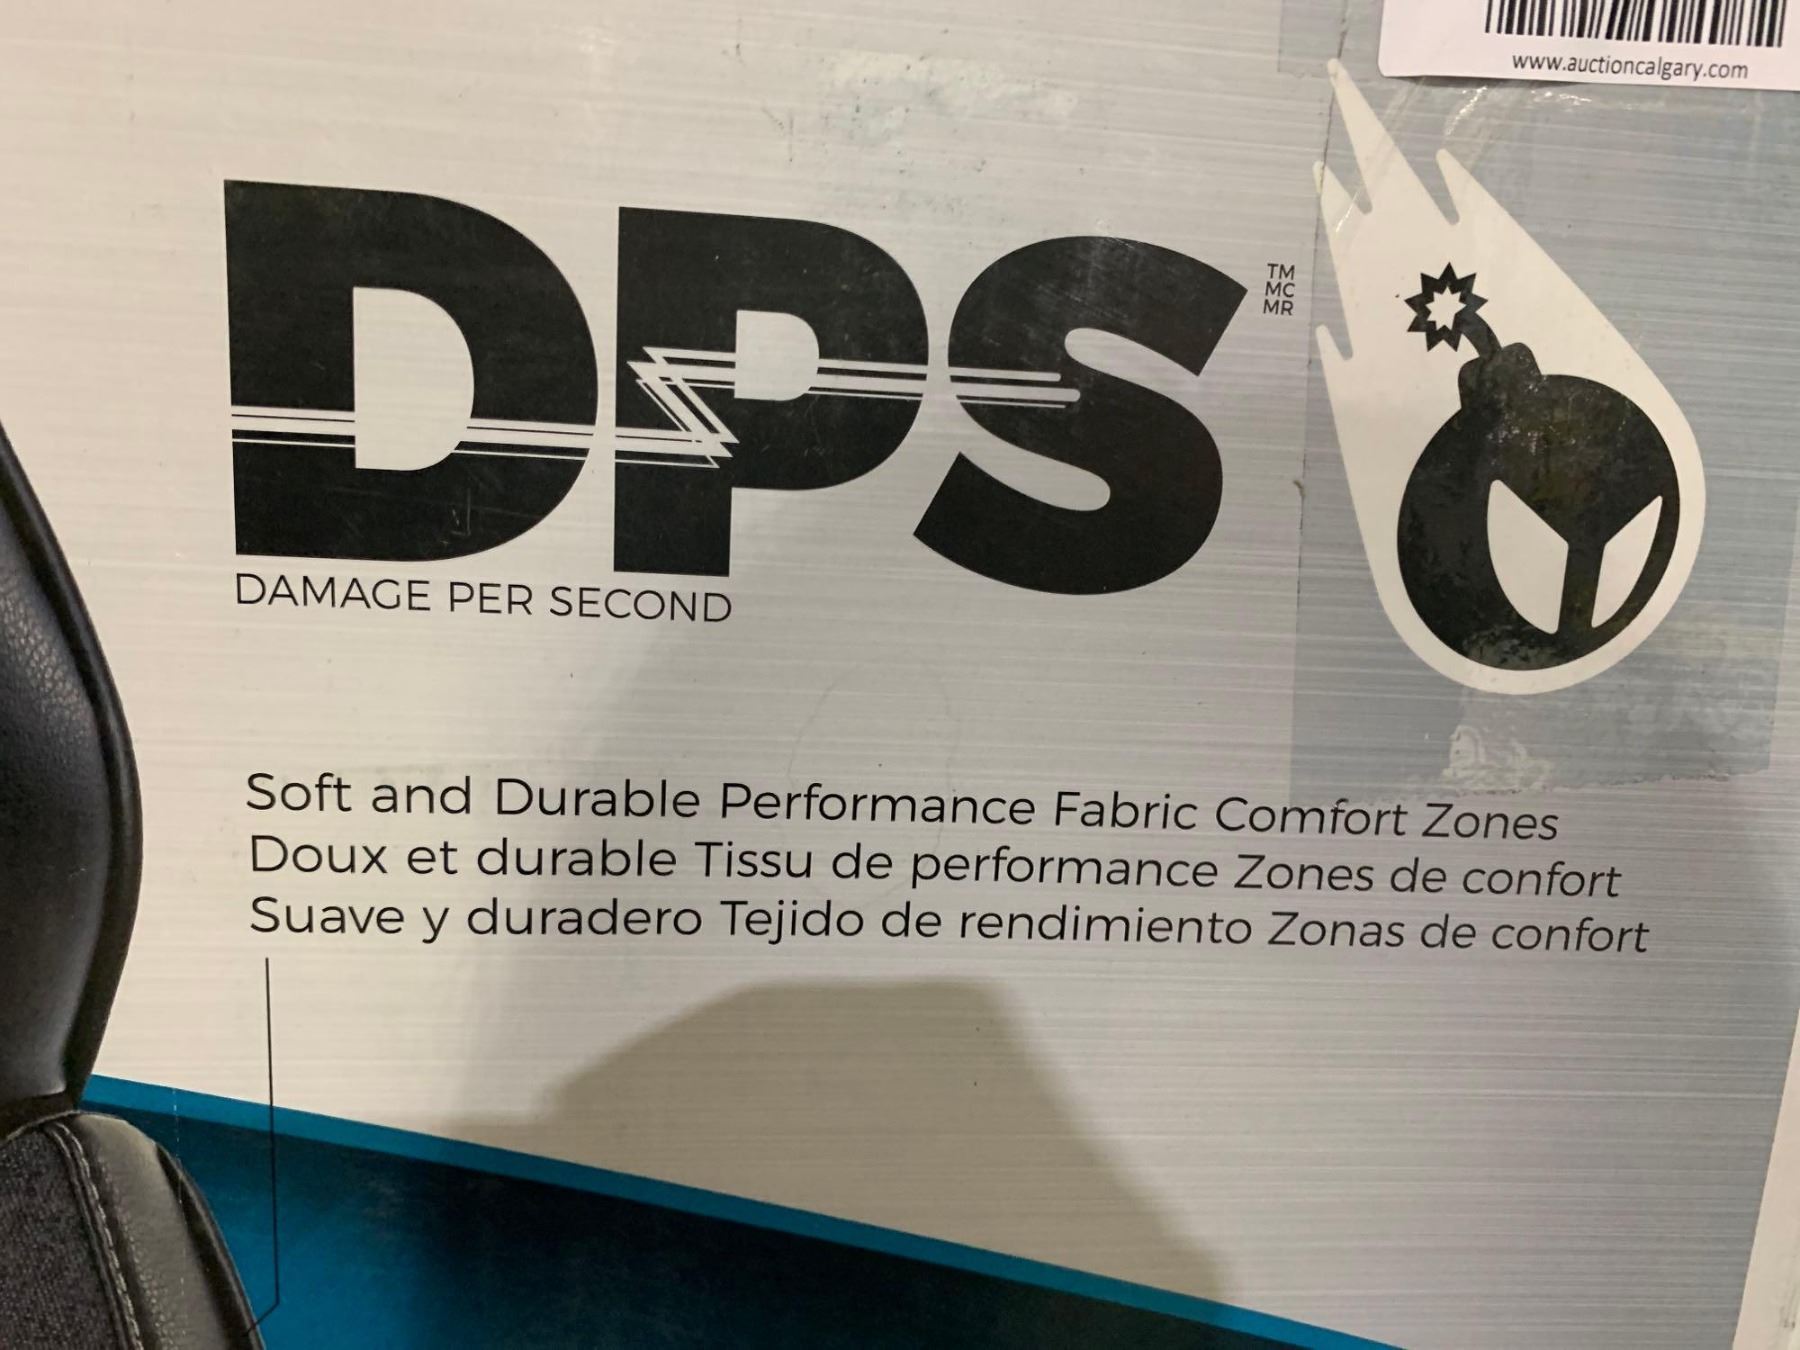 www.auctioncalgary.com
DPS
TM
MC
MR
DAMAGE PER SECOND
Soft and Durable Performance Fabric Comfort Zones
Doux et durable Tissu de performance Zones de confort
Suave y duradero Tejido de rendimiento Zonas de confort